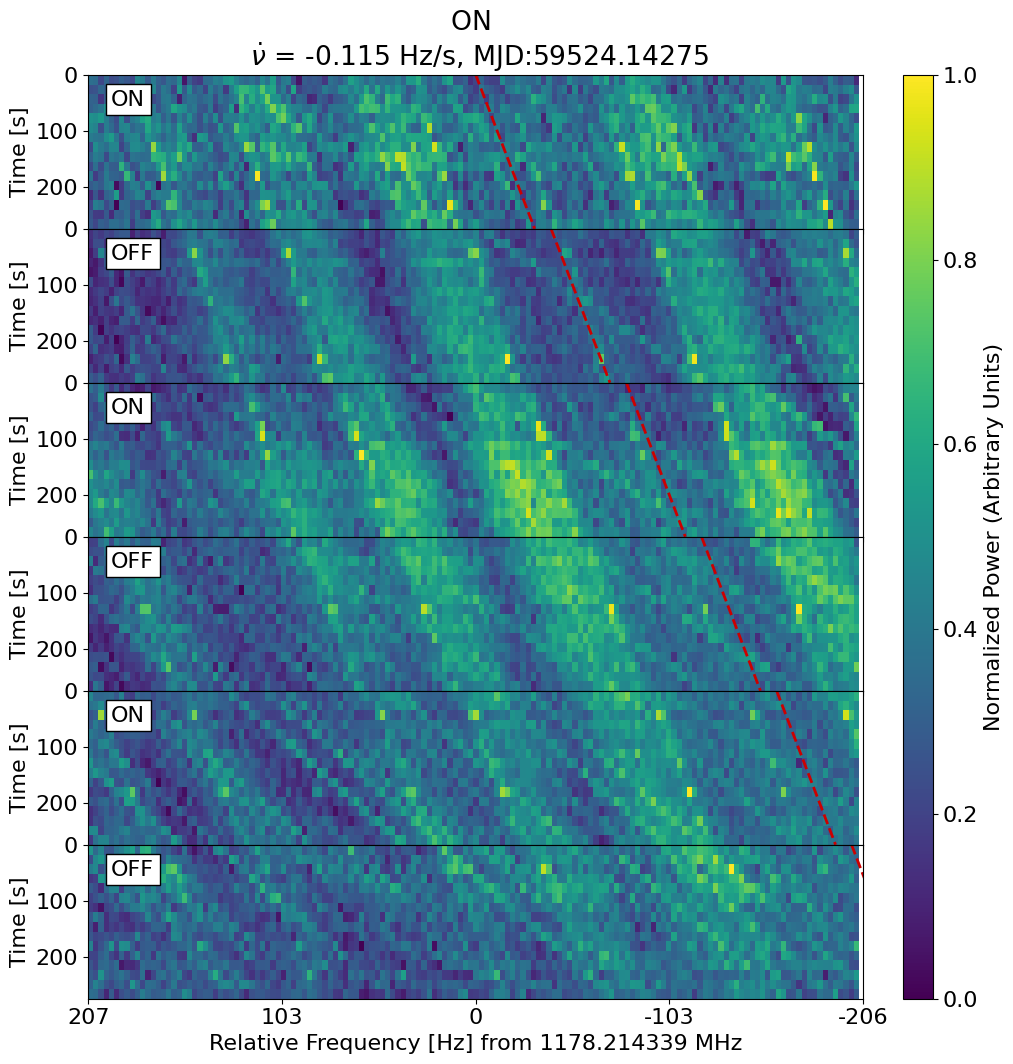 ON
ν̇ = -0.115 Hz/s, MJD:59524.14275
0
100
200
Time [s]
ON
0
100
200
Time [s]
OFF
0
100
200
Time [s]
ON
0
100
200
Time [s]
OFF
0
100
200
Time [s]
ON
0
100
200
Time [s]
OFF
207
103
0
-103
-206
Relative Frequency [Hz] from 1178.214339 MHz
1.0
0.8
0.6
0.4
0.2
0.0
Normalized Power (Arbitrary Units)